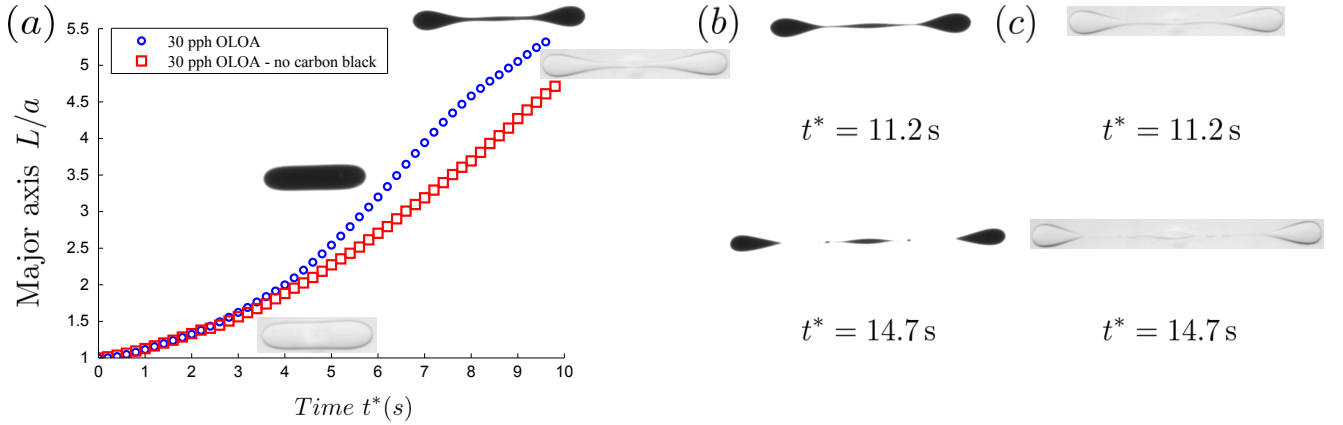 (a)
5.5
5
4.5
4
3.5
3
2.5
2
1.5
1
Major axis L/a
30 pph OLOA
30 pph OLOA - no carbon black
0 1 2 3 4 5 6 7 8 9 10
Time t*(s)
(b)
t* = 11.2 s
t* = 14.7 s
(c)
t* = 11.2 s
t* = 14.7 s